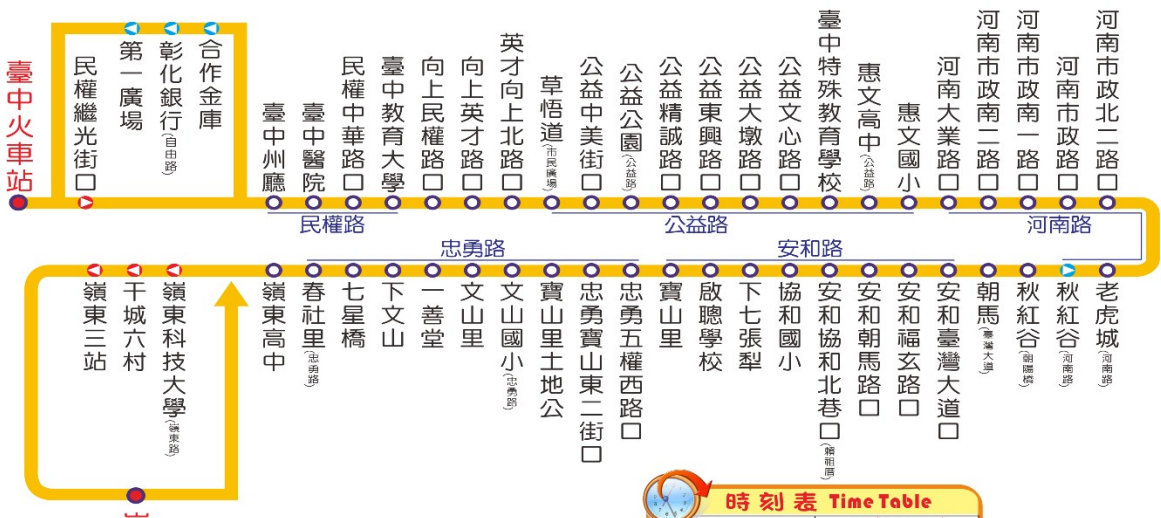 臺中火車站
民權繼光街口
第一廣場
彰化銀行(自由路)
合作金庫
臺中州廳
臺中醫院
民權中華路口
臺中教育大學
向上民權路口
向上英才路口
英才向上北路口
草悟道(市民廣場)
公益中美街口
公益公園(公益路)
公益精誠路口
公益東興路口
公益大墩路口
公益文心路口
臺中特殊教育學校
惠文高中(公益路)
惠文國小
河南大業路口
河南市政南二路口
河南市政南一路口
河南市政路口
河南市政北二路口
民權路
公益路
河南路
忠勇路
安和路
嶺東三站
干城六村
嶺東科技大學(嶺東路)
嶺東高中
春社里(忠勇路)
七星橋
下文山
一善堂
文山里
文山國小(忠勇路)
寶山里土地公
忠勇寶山東二街口
忠勇五權西路口
寶山里
啟聰學校
下七張犁
協和國小
安和協和北巷口(賴祖厝)
安和朝馬路口
安和福玄路口
安和臺灣大道口
朝馬(臺灣大道)
秋紅谷(朝陽橋)
秋紅谷(河南路)
老虎城(河南路)
時刻表 Time Table